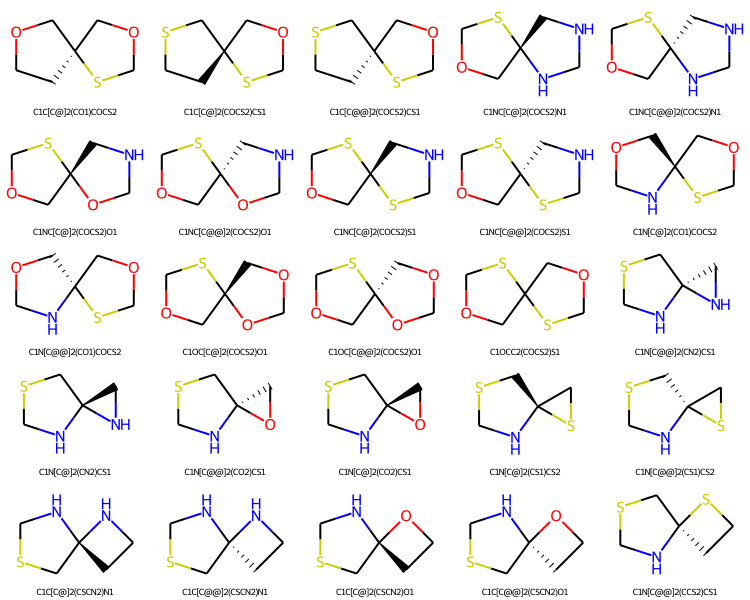 C1C[C@]2(CO1)COCS2
C1C[C@]2(COCS2)CS1
C1C[C@@]2(COCS2)CS1
C1NC[C@]2(COCS2)N1
C1NC[C@@]2(COCS2)N1
C1NC[C@]2(COCS2)O1
C1NC[C@@]2(COCS2)O1
C1NC[C@]2(COCS2)S1
C1NC[C@@]2(COCS2)S1
C1N[C@]2(CO1)COCS2
C1N[C@@]2(CO1)COCS2
C1OC[C@]2(COCS2)O1
C1OC[C@@]2(COCS2)O1
C1OCC2(COCS2)S1
C1N[C@@]2(CN2)CS1
C1N[C@]2(CN2)CS1
C1N[C@@]2(CO2)CS1
C1N[C@]2(CO2)CS1
C1N[C@]2(CS1)CS2
C1N[C@@]2(CS1)CS2
C1C[C@]2(CSCN2)N1
C1C[C@@]2(CSCN2)N1
C1C[C@]2(CSCN2)O1
C1C[C@@]2(CSCN2)O1
C1N[C@@]2(CCS2)CS1